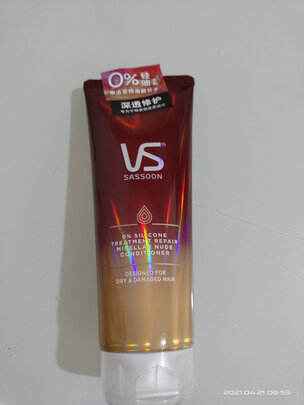 0%硅油
深透修护
VS
SASSOON
0% SILICONE
TREATMENT REPAIR
MICELLAR NUDE
CONDITIONER
DESIGNED FOR
DRY & DAMAGED HAIR
2021.04.21 09:59